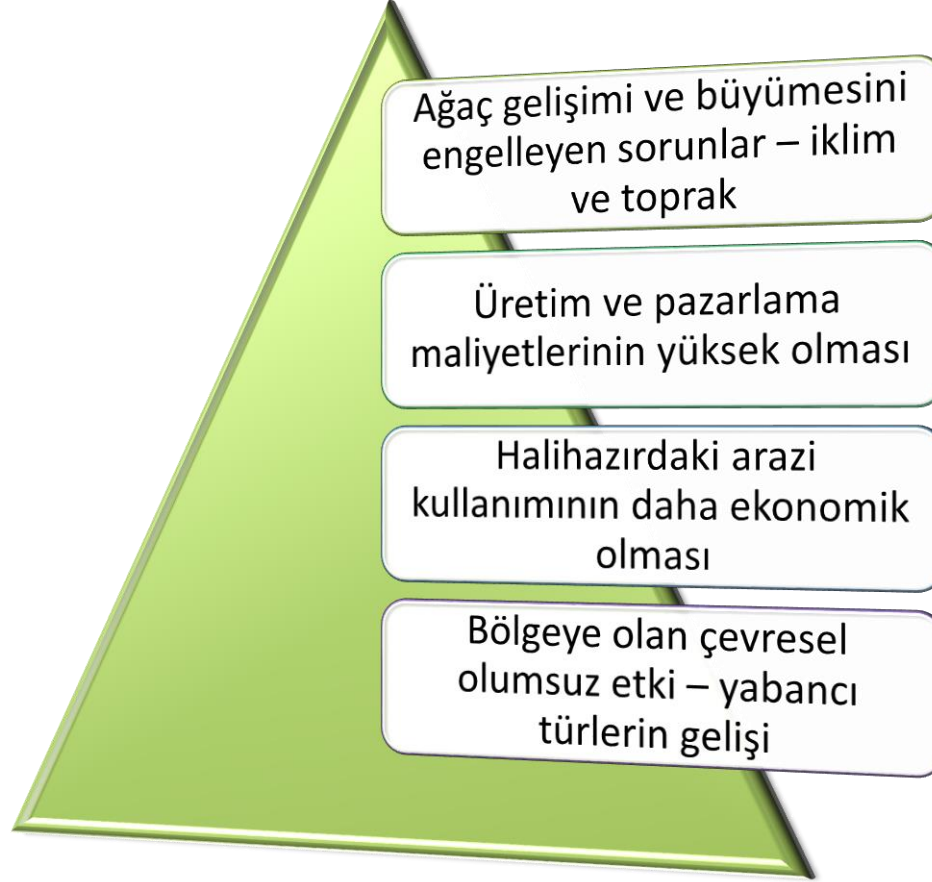 Ağaç gelişimi ve büyümesini
engelleyen sorunlar – iklim
ve toprak
Üretim ve pazarlama
maliyetlerinin yüksek olması
Halihazırdaki arazi
kullanımının daha ekonomik
olması
Bölgeye olan çevresel
olumsuz etki – yabancı
türlerin gelişi